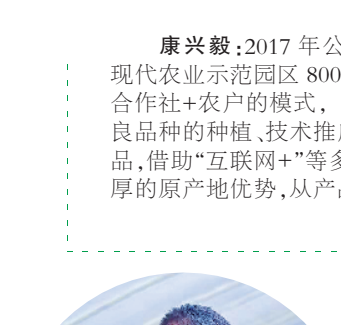 康兴毅:2017 年公
现代农业示范园区 800
合作社+农户的模式，
良品种的种植、技术推
品,借助“互联网+”等多
厚的原产地优势,从产